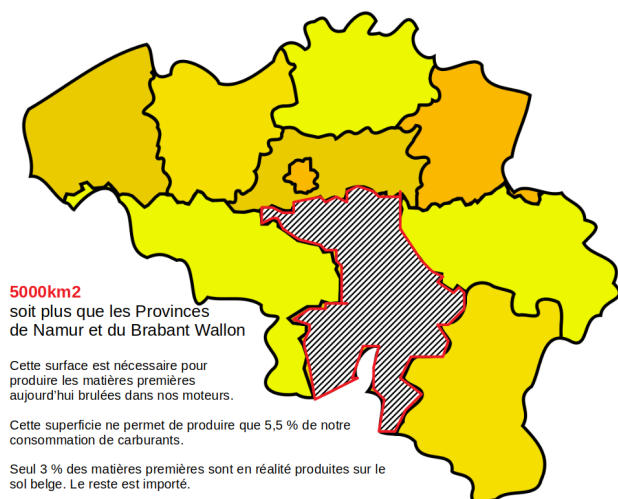 5000km2
soit plus que les Provinces
de Namur et du Brabant Wallon
Cette surface est nécessaire pour
produire les matières premières
aujourd'hui brulées dans nos moteurs.
Cette superficie ne permet de produire que 5,5 % de notre
consommation de carburants.
Seul 3 % des matières premières sont en réalité produites sur le
sol belge. Le reste est importé.